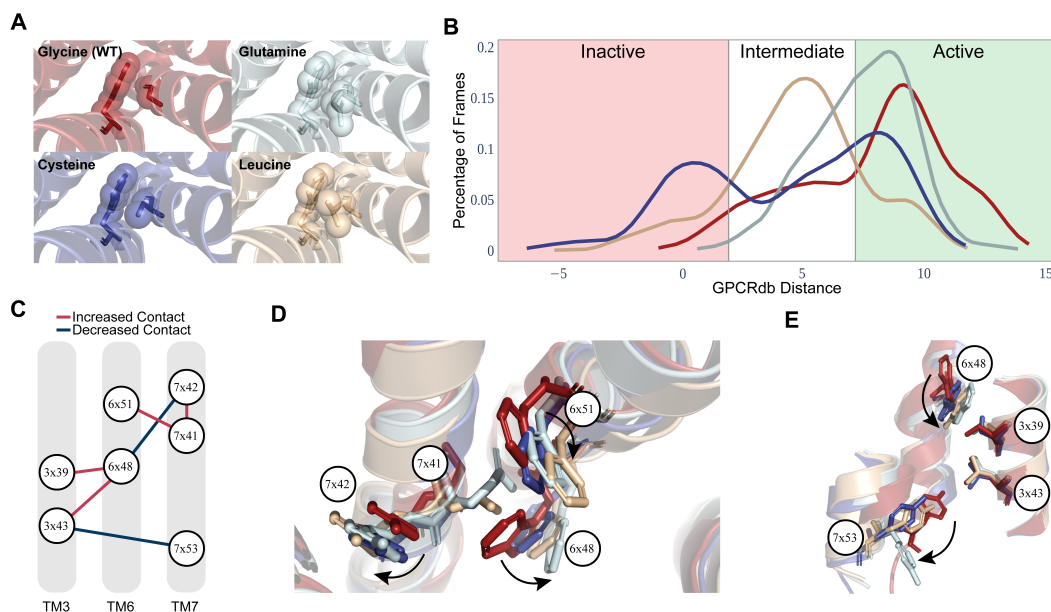 A
Glycine (WT)
Glutamine
Cysteine
Leucine
B
Inactive
Intermediate
Active
Percentage of Frames
0.2
0.15
0.1
0.05
0
−5
0
5
10
15
GPCRdb Distance
C
Increased Contact
Decreased Contact
7x42
6x51
7x41
3x39
6x48
3x43
7x53
TM3
TM6
TM7
D
6x51
7x41
7x42
6x48
E
6x48
3x39
3x43
7x53